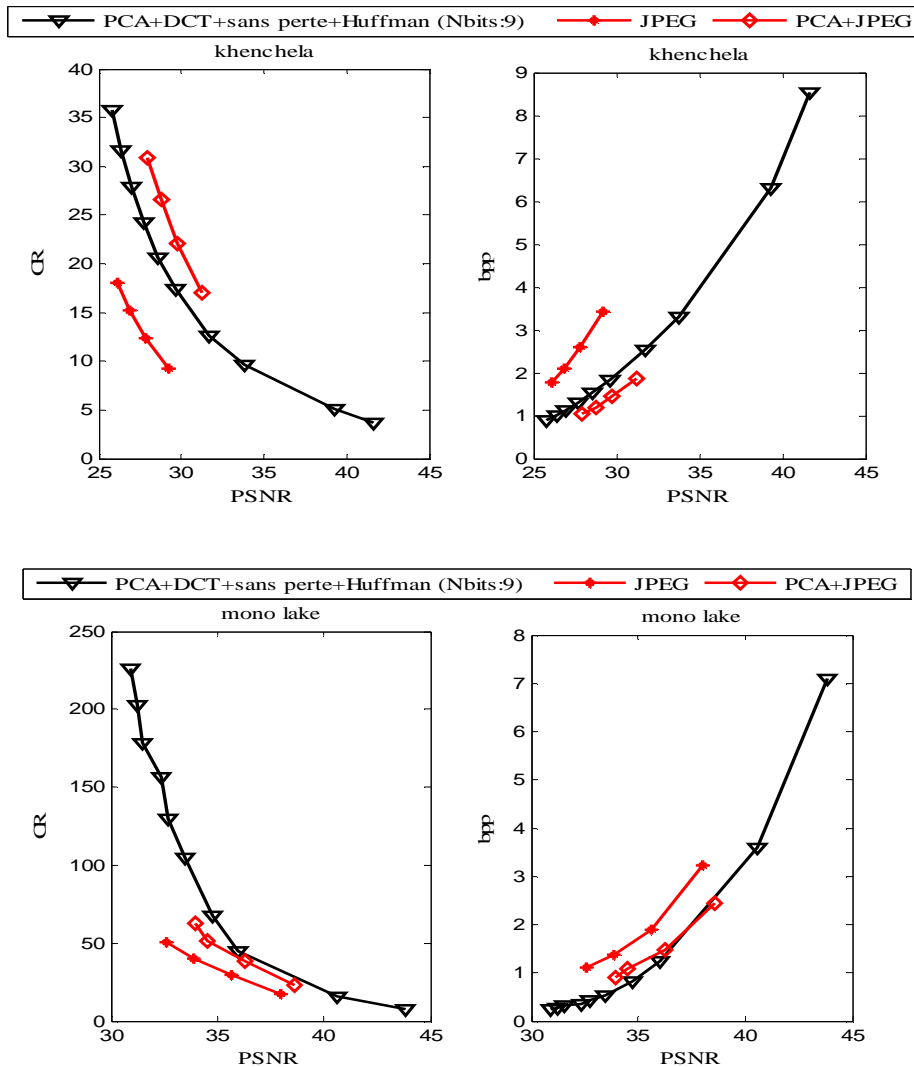 PCA+DCT+sans perte+Huffman (Nbits:9) JPEG PCA+JPEG
khenchela
40
35
30
25
20
15
10
5
0
CR
25 30 35 40 45
PSNR
khenchela
9
8
7
6
5
4
3
2
1
0
bpp
25 30 35 40 45
PSNR
PCA+DCT+sans perte+Huffman (Nbits:9) JPEG PCA+JPEG
mono lake
250
200
150
100
50
0
CR
30 35 40 45
PSNR
mono lake
8
7
6
5
4
3
2
1
0
bpp
30 35 40 45
PSNR